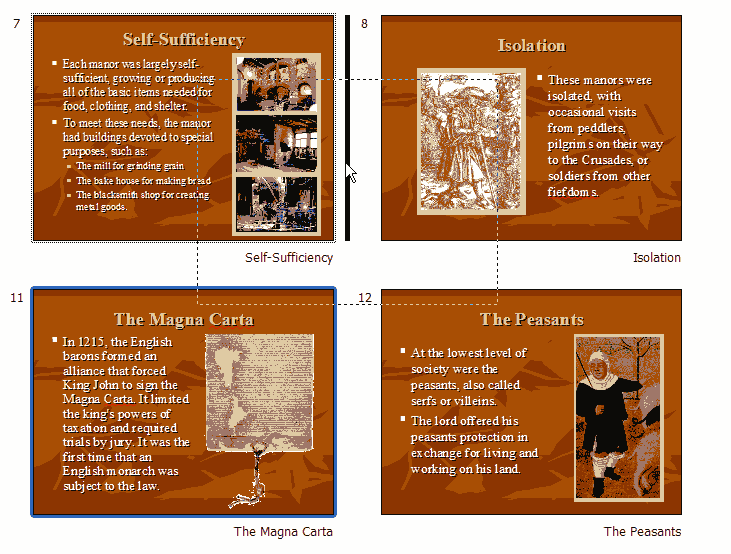 7
Self-Sufficiency
Each manor was largely self-
sufficient, growing or producing
all of the basic items needed for
food, clothing, and shelter.
To meet these needs, the manor
had buildings devoted to special
purposes, such as:
The mill for grinding grain
The bake house for making bread
The blacksmith shop for creating
metal goods.
Self-Sufficiency
8
Isolation
These manors were
isolated, with
occasional visits
from peddlers,
pilgrims on their way
to the Crusades, or
soldiers from other
fiefdoms.
Isolation
11
The Magna Carta
In 1215, the English
barons formed an
alliance that forced
King John to sign the
Magna Carta. It limited
the king's powers of
taxation and required
trials by jury. It was the
first time that an
English monarch was
subject to the law.
The Magna Carta
12
The Peasants
At the lowest level of
society were the
peasants, also called
serfs or villeins.
The lord offered his
peasants protection in
exchange for living and
working on his land.
The Peasants